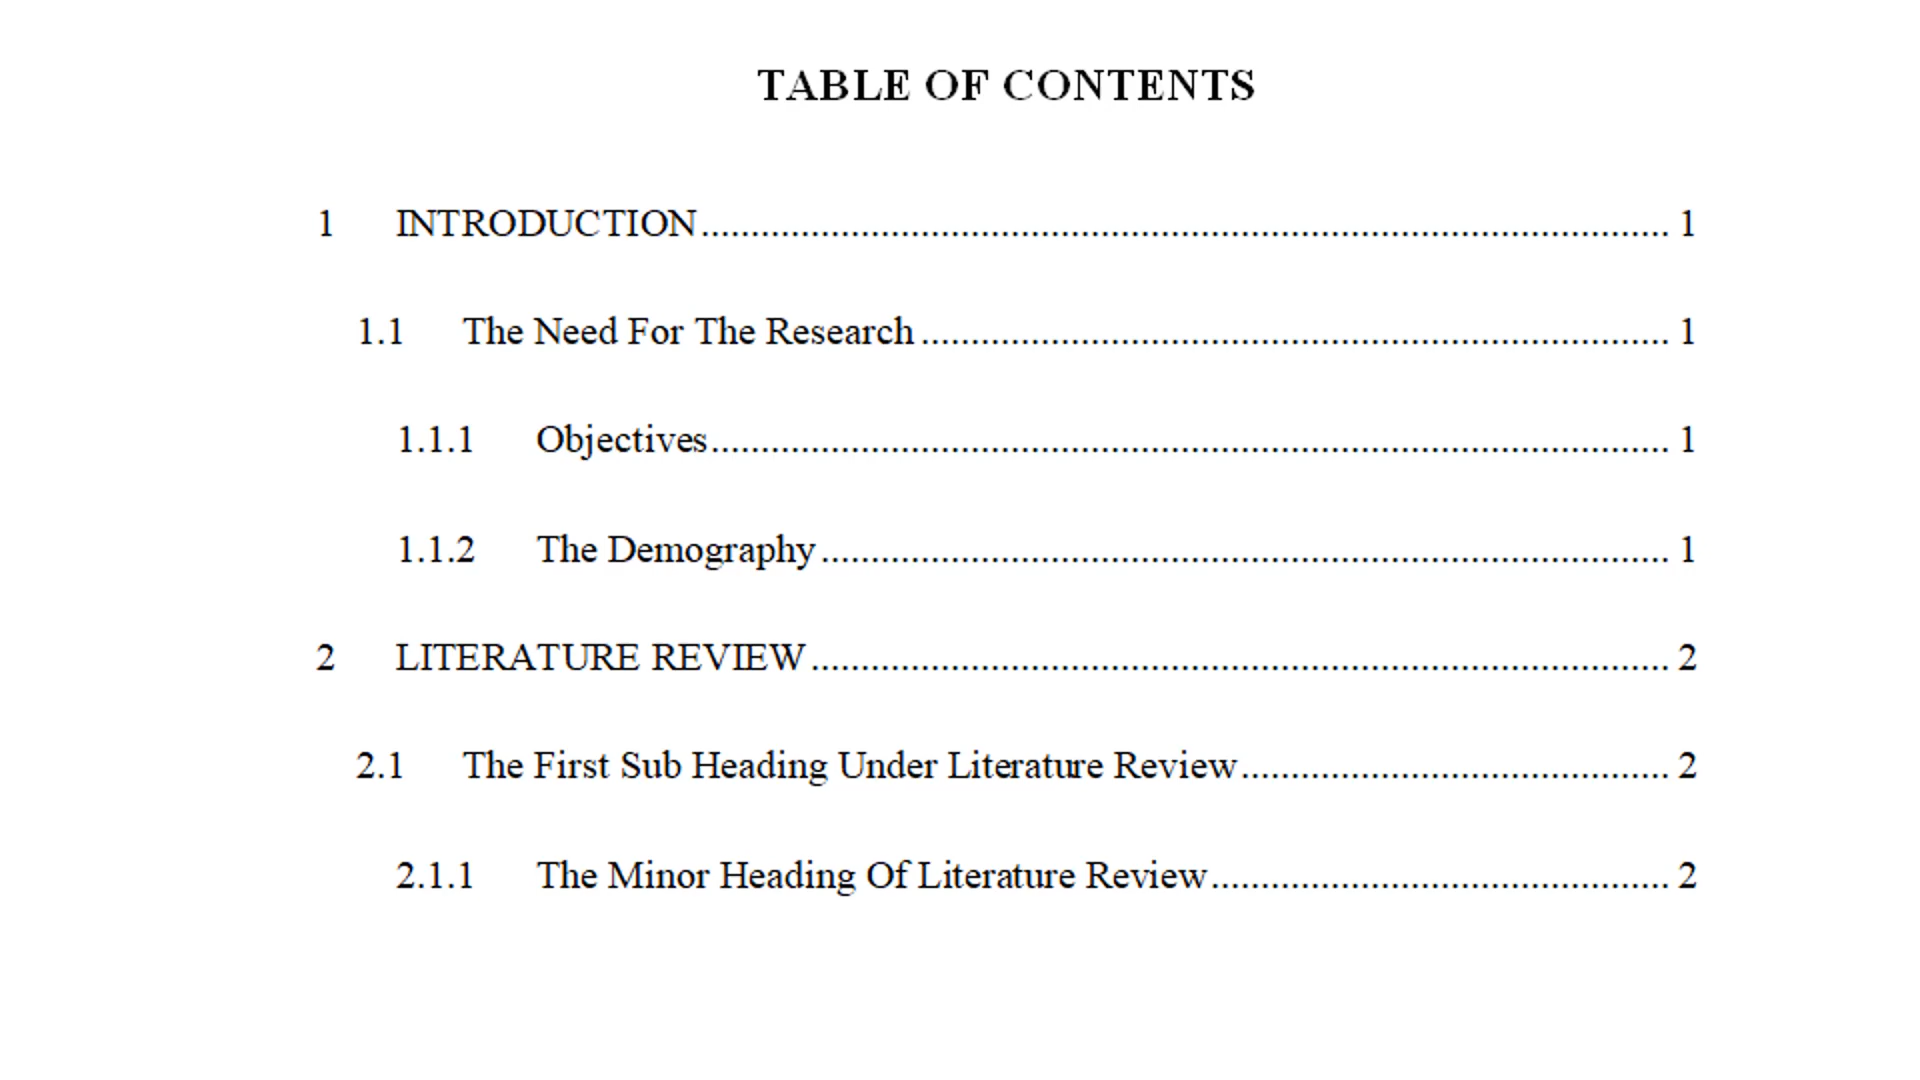 TABLE OF CONTENTS
1 INTRODUCTION.......................................................................................... 1
1.1 The Need For The Research...................................................................... 1
1.1.1 Objectives.......................................................................................... 1
1.1.2 The Demography................................................................................ 1
2 LITERATURE REVIEW................................................................................ 2
2.1 The First Sub Heading Under Literature Review........................................ 2
2.1.1 The Minor Heading Of Literature Review........................................... 2